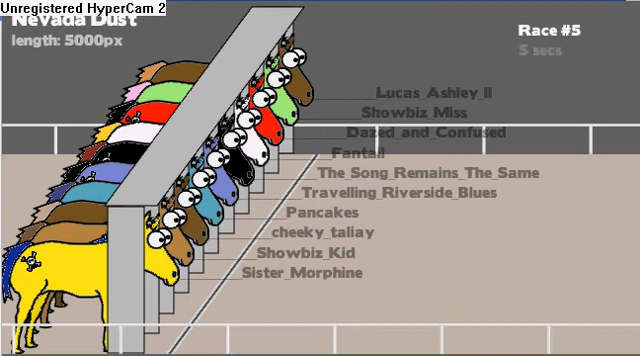 Unregistered HyperCam 2
Nevada Dust
length: 5000px
Race #5
5 secs
Lucas_Ashley_II
Showbiz_Miss
Dazed_and_Confused
Fantail
The_Song_Remains_The_Same
Travelling_Riverside_Blues
Pancakes
cheeky_taliay
Showbiz_Kid
Sister_Morphine